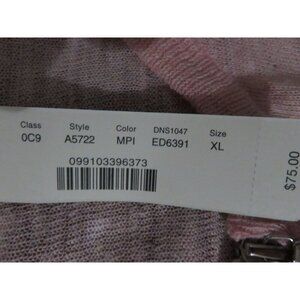 Class Style Color DNS1047 Size
0C9 A5722 MPI ED6391 XL
099103396373
$75.00